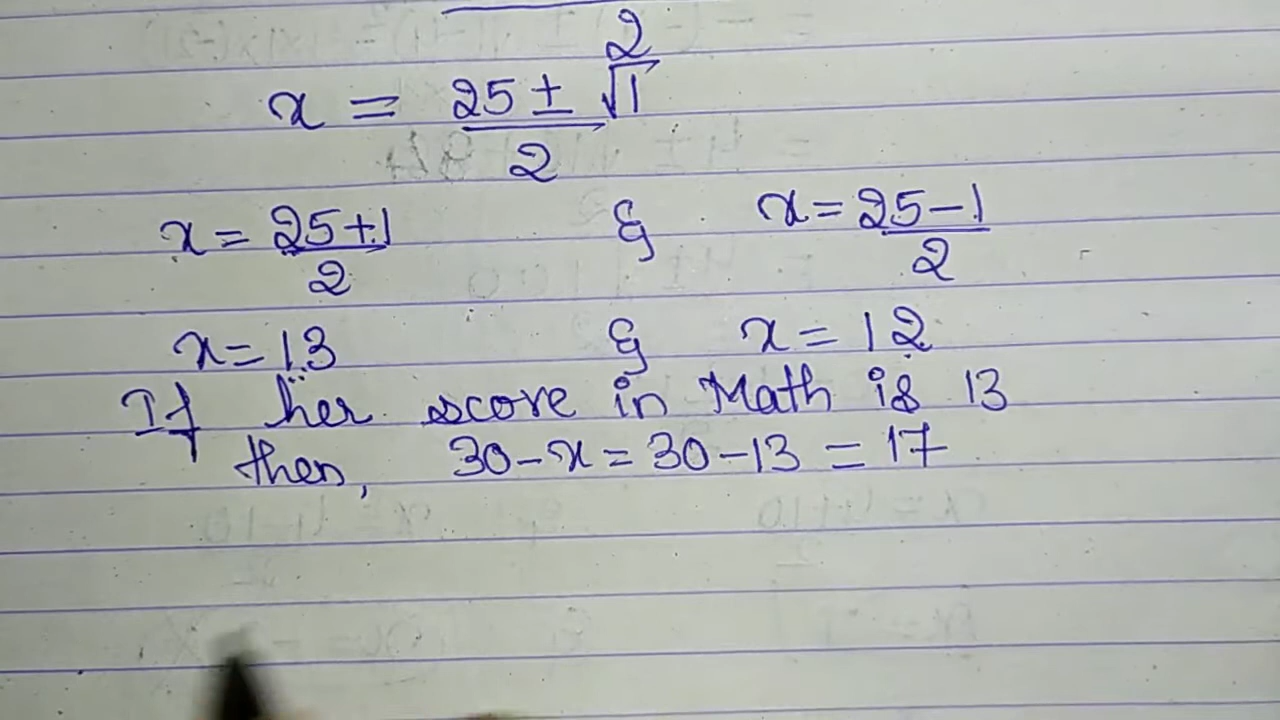 2
x = 25 ± √1
2
x = 25+1 & x = 25-1
2 2
x = 13 & x = 12
If her score in Math is 13
then, 30-x = 30-13 = 17